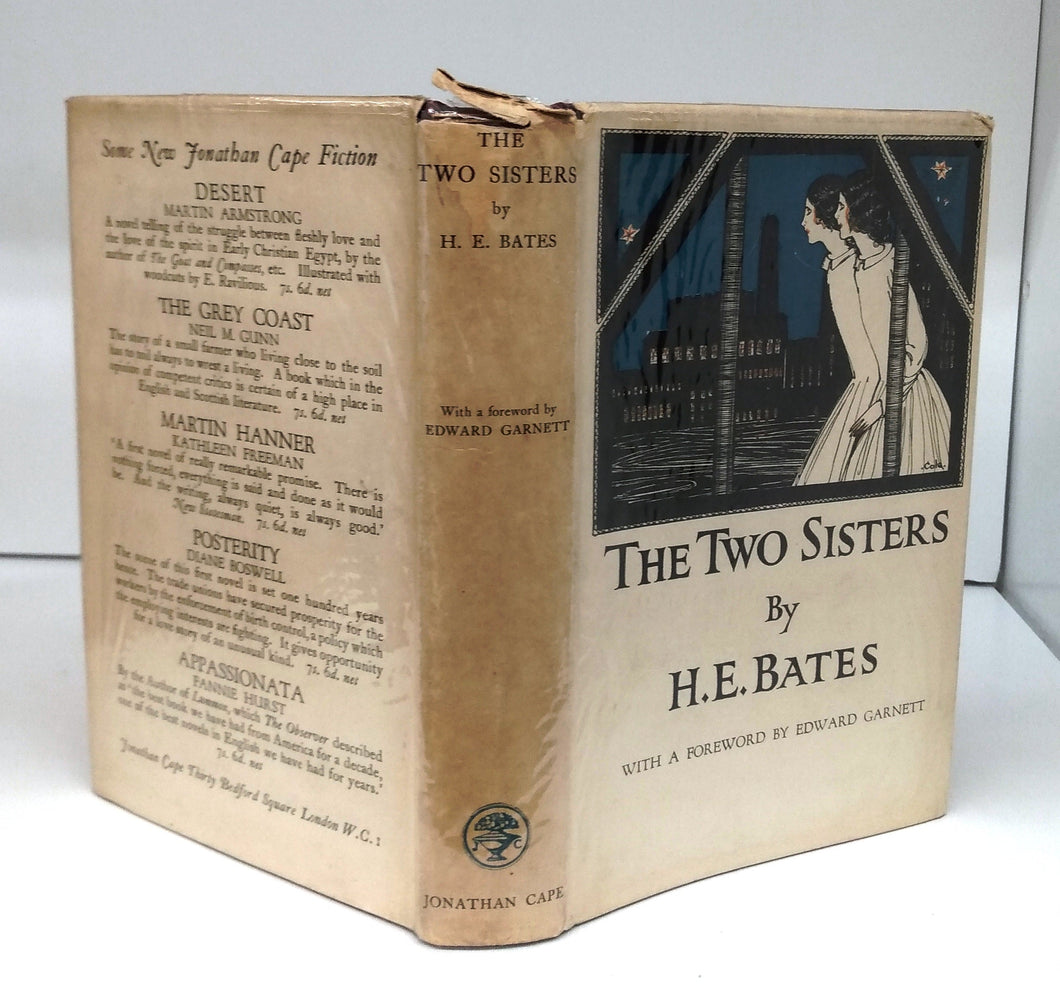 Some New Jonathan Cape Fiction
DESERT
MARTIN ARMSTRONG
A novel telling of the struggle between fleshly love and
the love of the spirit in Early Christian Egypt, by the
author of The Goat and Compasses, etc. Illustrated with
woodcuts by E. Ravilious. 7s. 6d. net
THE GREY COAST
NEIL M. GUNN
The story of a small farmer who living close to the soil
has to toil always to wrest a living. A book which in the
opinion of competent critics is certain of a high place in
English and Scottish literature. 7s. 6d. net
MARTIN HANNER
KATHLEEN FREEMAN
'A first novel of really remarkable promise. There is
nothing forced, everything is said and done as it would
be. And the writing, always quiet, is always good.'
New Statesman. 7s. 6d. net
POSTERITY
DIANE BOSWELL
The scene of this first novel is set one hundred years
hence. The trade unions have secured prosperity for the
workers by the enforcement of birth control, a policy which
the employing interests are fighting. It gives opportunity
for a love story of an unusual kind. 7s. 6d. net
APPASSIONATA
FANNIE HURST
By the Author of Lummox, which The Observer described
as 'the best book we have had from America for a decade,
one of the best novels in English we have had for years.'
7s. 6d. net
Jonathan Cape Thirty Bedford Square London W.C.1
THE
TWO SISTERS
by
H. E. BATES
With a foreword by
EDWARD GARNETT
J C
JONATHAN CAPE
Cola
THE TWO SISTERS
By
H.E. BATES
WITH A FOREWORD BY EDWARD GARNETT